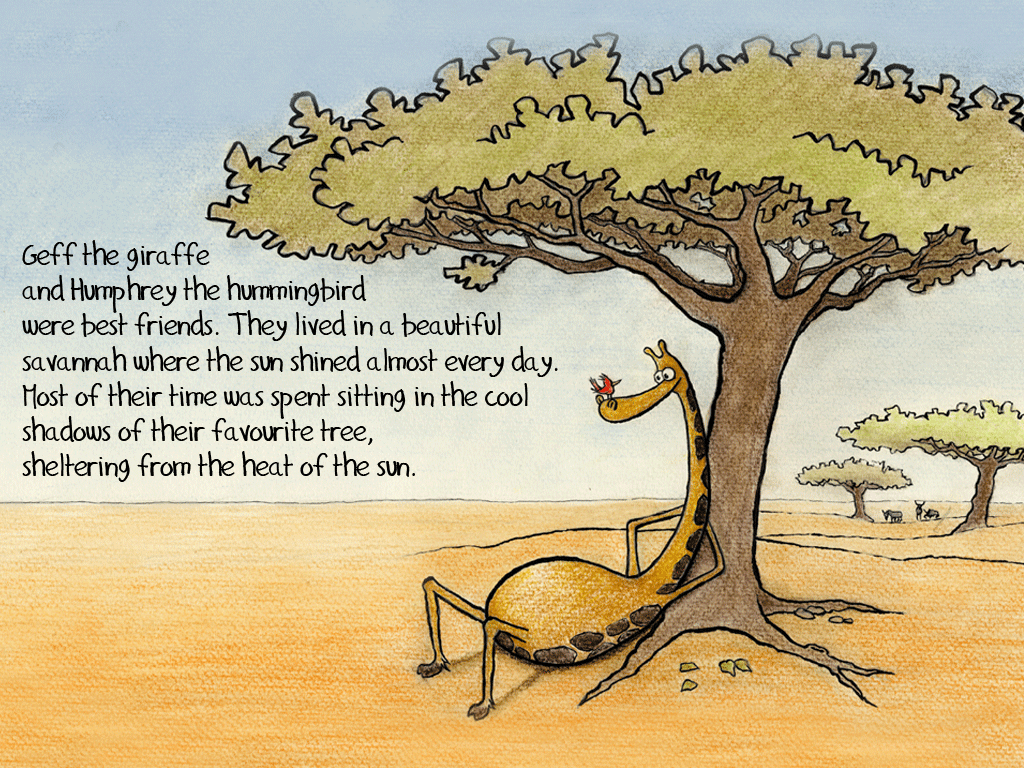 Geff the giraffe
and Humphrey the hummingbird
were best friends. They lived in a beautiful
savannah where the sun shined almost every day.
Most of their time was spent sitting in the cool
shadows of their favourite tree,
sheltering from the heat of the sun.